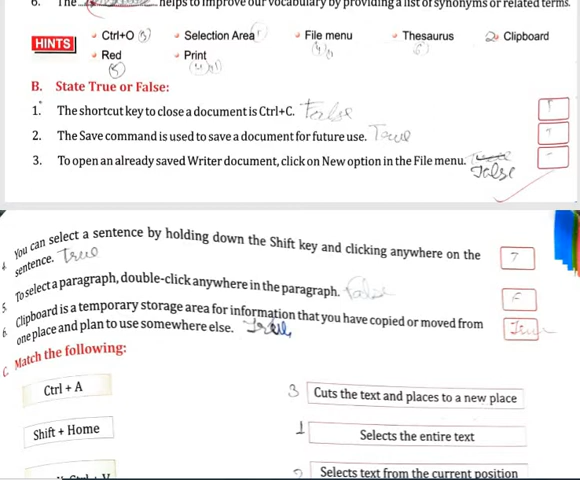 6. The helps to improve our vocabulary by providing a list of synonyms or related terms.
HINTS
Ctrl+O (3) Selection Area File menu Thesaurus 2 Clipboard
Red Print
(5)
B. State True or False:
1. The shortcut key to close a document is Ctrl+C. False
2. The Save command is used to save a document for future use. True
3. To open an already saved Writer document, click on New option in the File menu.
False
4. You can select a sentence by holding down the Shift key and clicking anywhere on the
sentence. True
5. To select a paragraph, double-click anywhere in the paragraph. False
F
6. Clipboard is a temporary storage area for information that you have copied or moved from
one place and plan to use somewhere else. True
True
C. Match the following:
Ctrl + A 3 Cuts the text and places to a new place
Shift + Home 1 Selects the entire text
Selects text from the current position